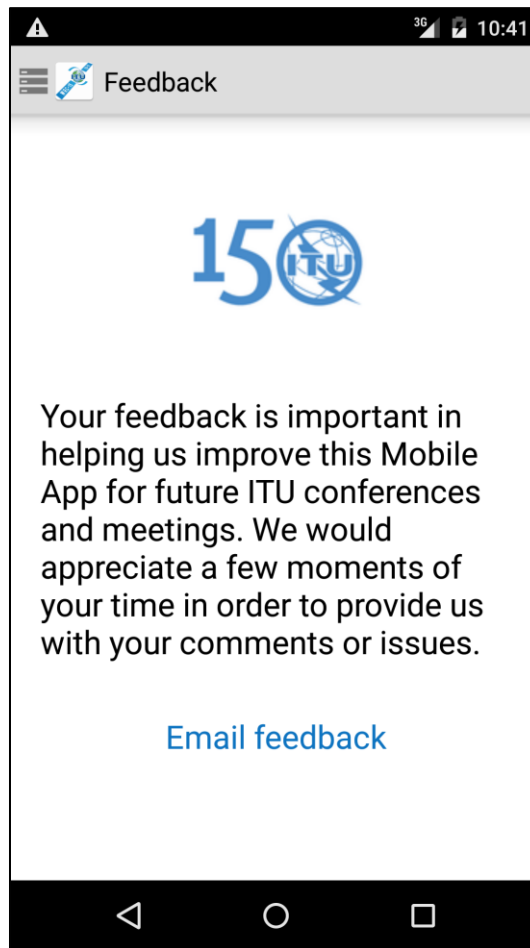 3G 10:41
Feedback
150 ITU
Your feedback is important in
helping us improve this Mobile
App for future ITU conferences
and meetings. We would
appreciate a few moments of
your time in order to provide us
with your comments or issues.
Email feedback